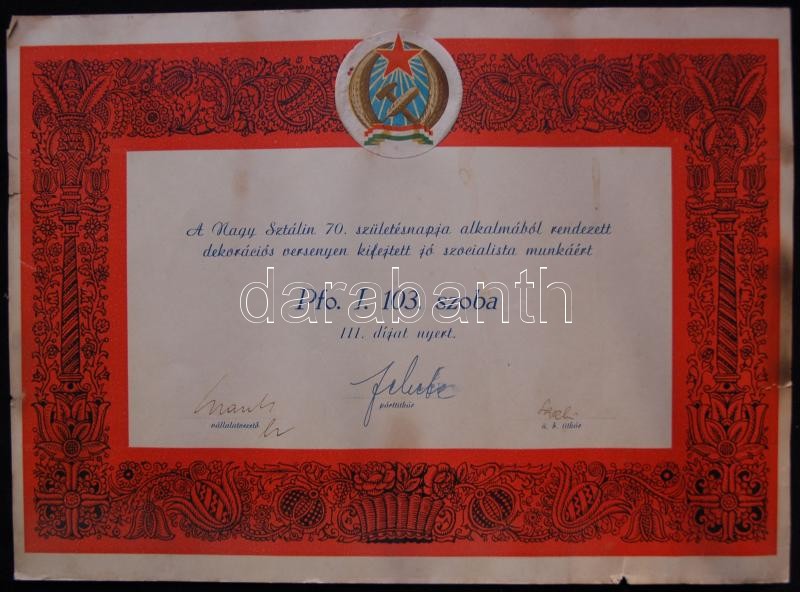 A Nagy Sztálin 70. születésnapja alkalmából rendezett
dekorációs versenyen kifejtett jó szocialista munkáért
Pfo. I. 103. szoba
darabanth
III. díjat nyert.
vállalatvezető
párttitkár
ü. b. titkár